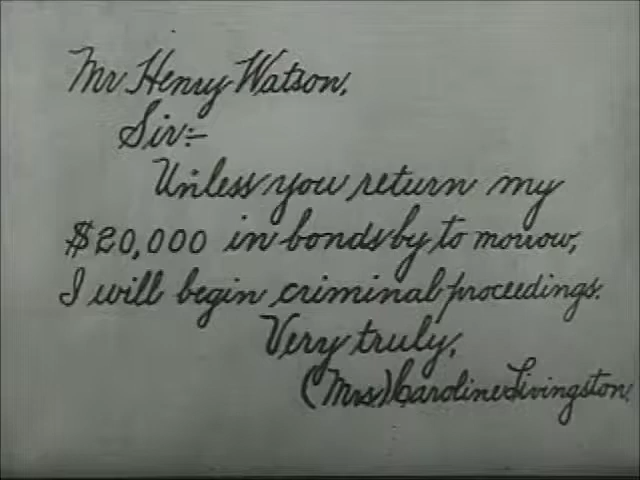 Mr Henry Watson.
Sir:-
Unless you return my
$20,000 in bonds by to morrow,
I will begin criminal proceedings.
Very truly,
(Mrs) Caroline Livingston.